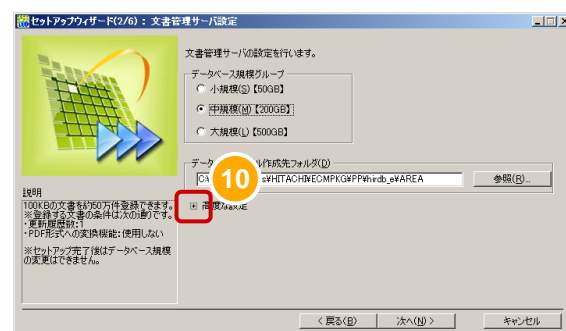 セットアップウィザード(2/6) : 文書管理サーバ設定
文書管理サーバの設定を行います。
データベース規模グループ
小規模(S)【50GB】
中規模(M)【200GB】
大規模(L)【500GB】
ル作成先フォルダ(D)
s¥HITACHI¥ECMPKG¥PP¥hirdb_e¥AREA
参照(R)...
10
高度な設定
説明
100KBの文書を約50万件登録できます。
※登録する文書の条件は次の通りです。
・更新履歴数:1
・PDF形式への変換機能:使用しない
※セットアップ完了後はデータベース規模
の変更はできません。
< 戻る(B)
次へ(N) >
キャンセル